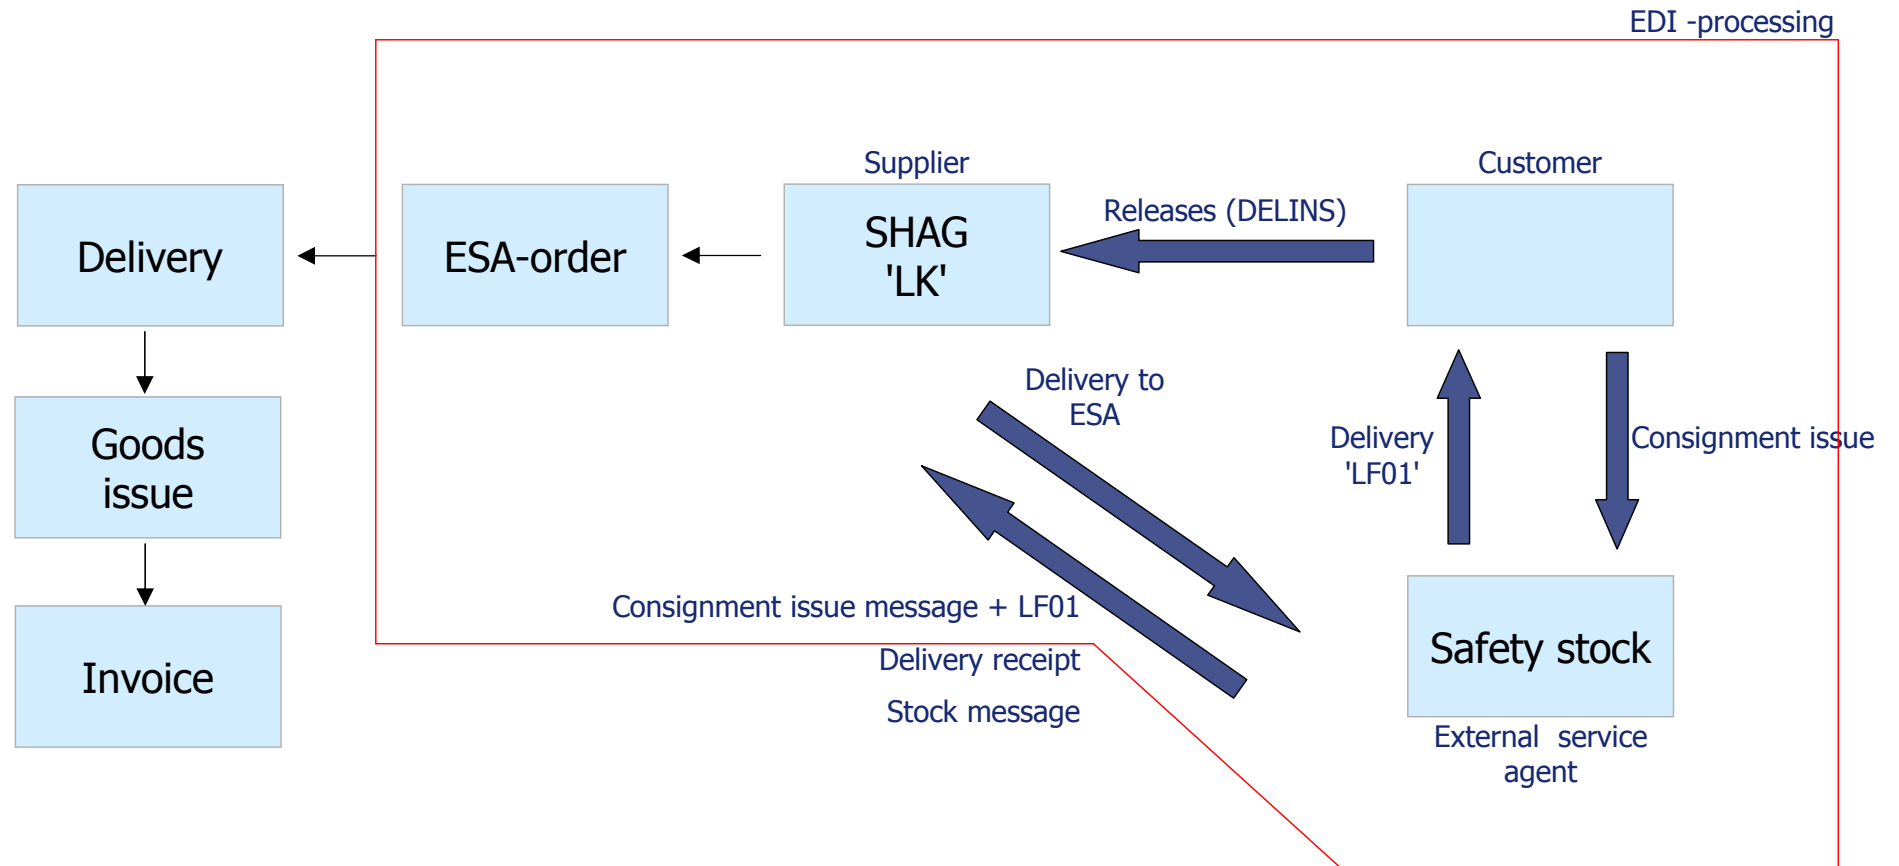 EDI -processing
Supplier
Customer
Delivery
ESA-order
SHAG
'LK'
Releases (DELINS)
Delivery to
ESA
Goods
issue
Delivery
'LF01'
Consignment issue
Consignment issue message + LF01
Delivery receipt
Stock message
Invoice
Safety stock
External  service
agent